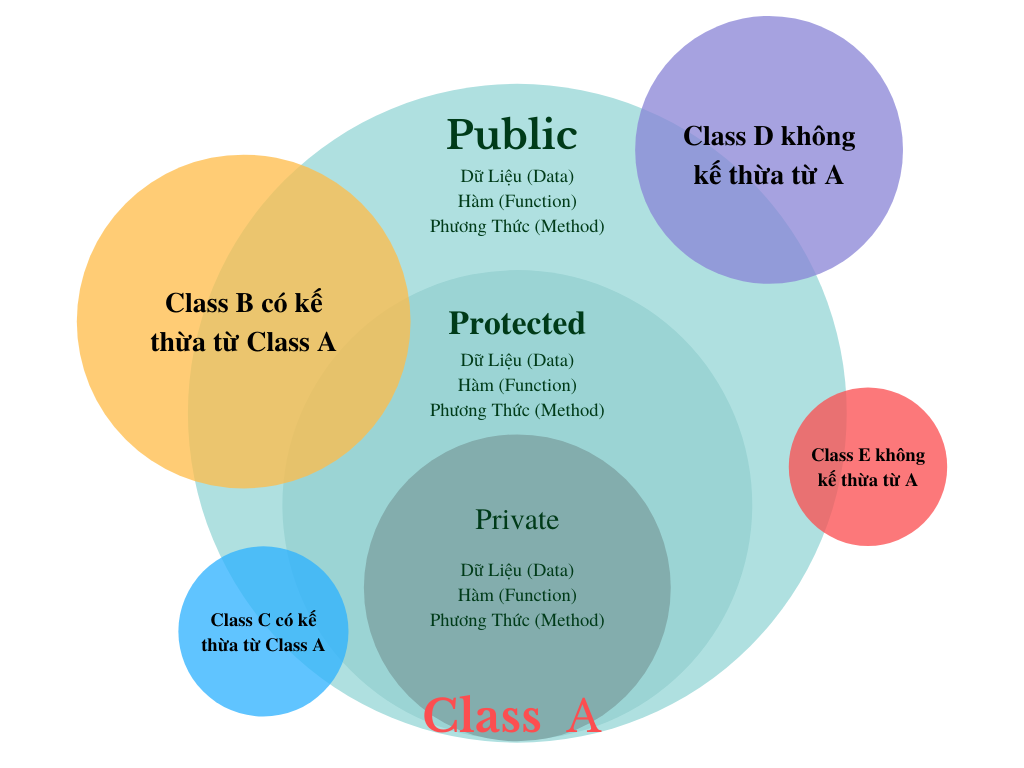 Public
Dữ Liệu (Data)
Hàm (Function)
Phương Thức (Method)
Class D không
kế thừa từ A
Class B có kế
thừa từ Class A
Protected
Dữ Liệu (Data)
Hàm (Function)
Phương Thức (Method)
Class E không
kế thừa từ A
Private
Dữ Liệu (Data)
Hàm (Function)
Phương Thức (Method)
Class C có kế
thừa từ Class A
Class A